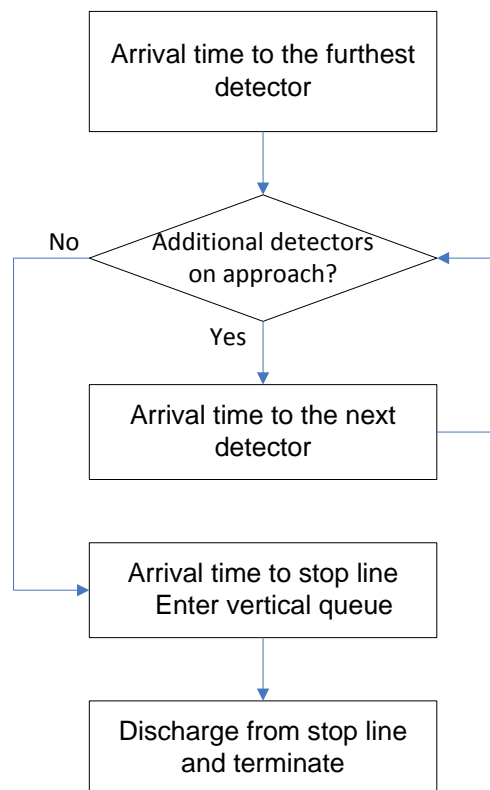 Arrival time to the furthest
detector
No
Additional detectors
on approach?
Yes
Arrival time to the next
detector
Arrival time to stop line
Enter vertical queue
Discharge from stop line
and terminate